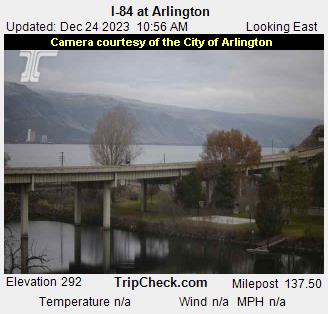 I-84 at Arlington
Updated: Dec 24 2023 10:56 AM Looking East
Camera courtesy of the City of Arlington
Elevation 292 TripCheck.com Milepost 137.50
Temperature n/a Wind n/a MPH n/a